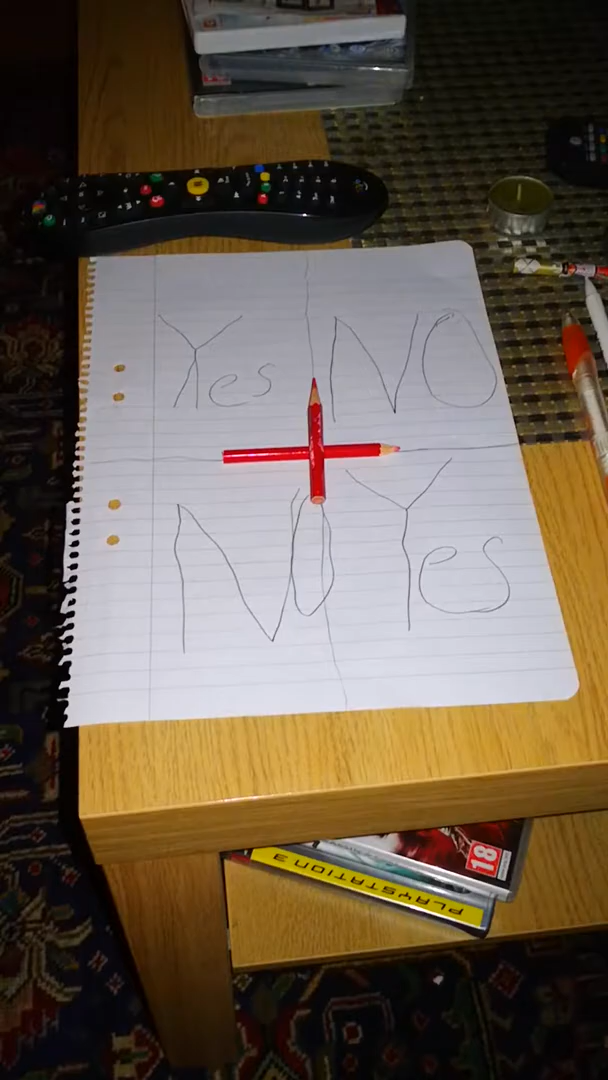 Yes NO
NO Yes
18
PLAYSTATION 3